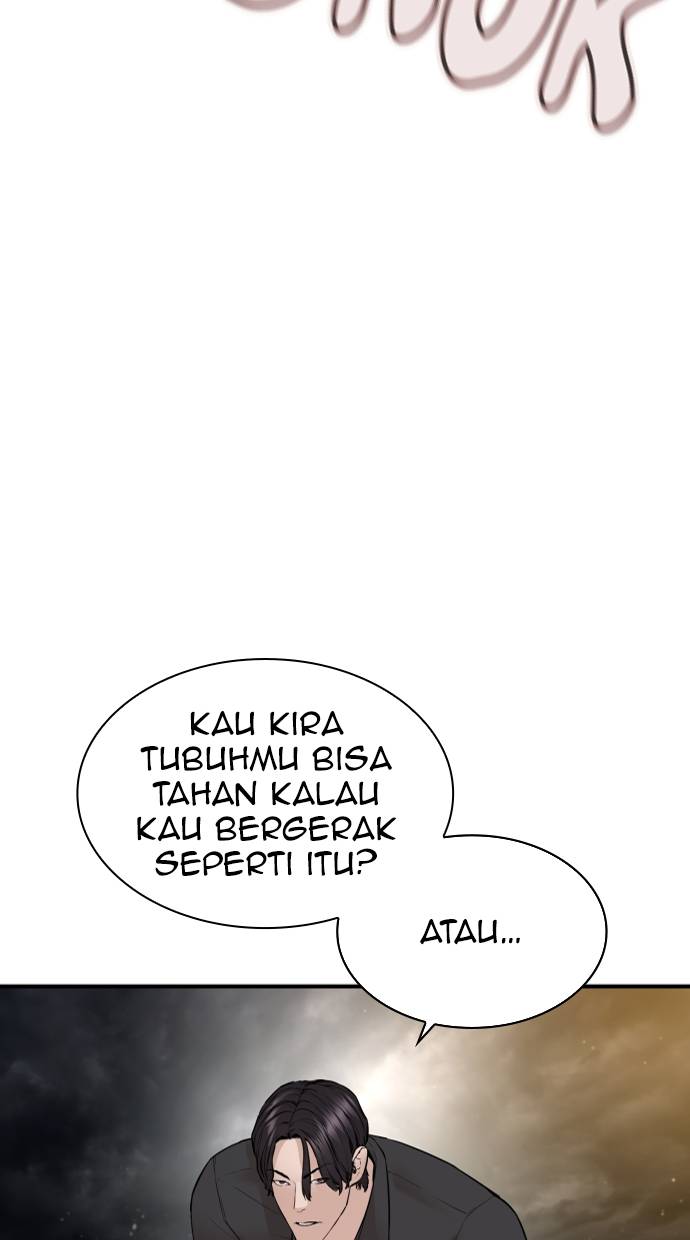 KAU KIRA
TUBUHMU BISA
TAHAN KALAU
KAU BERGERAK
SEPERTI ITU?
ATAU...